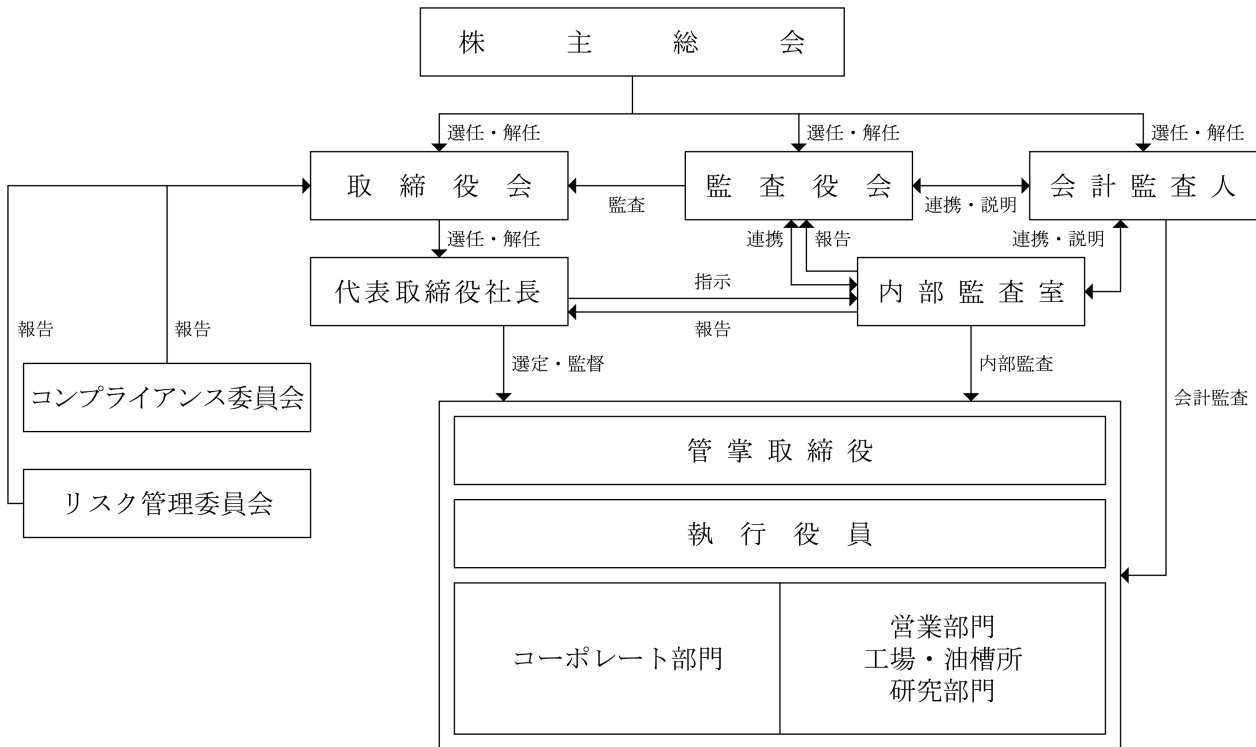 株主総会
選任・解任
選任・解任
選任・解任
取締役会
監査
監査役会
連携・説明
会計監査人
選任・解任
連携
報告
連携・説明
代表取締役社長
指示
報告
内部監査室
報告
報告
選定・監督
内部監査
会計監査
コンプライアンス委員会
リスク管理委員会
管掌取締役
執行役員
コーポレート部門
営業部門
工場・油槽所
研究部門